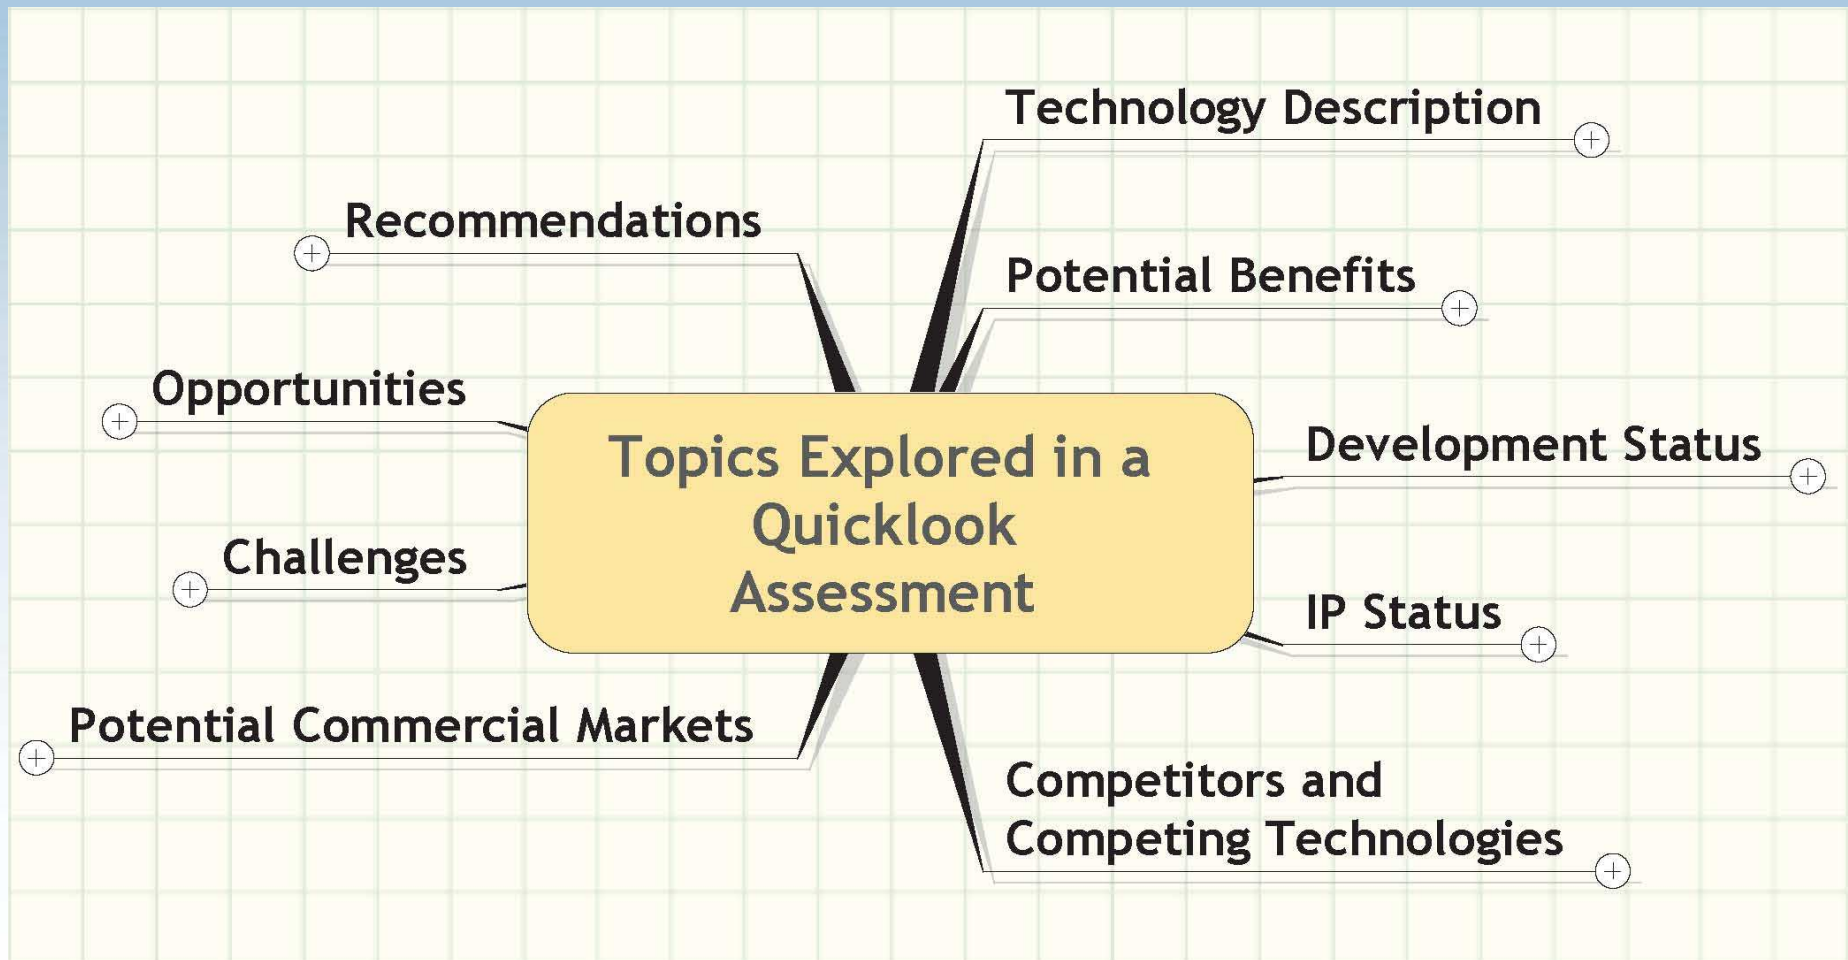 Technology Description
Recommendations
Potential Benefits
Opportunities
Development Status
Topics Explored in a
Quicklook
Assessment
Challenges
IP Status
Potential Commercial Markets
Competitors and
Competing Technologies